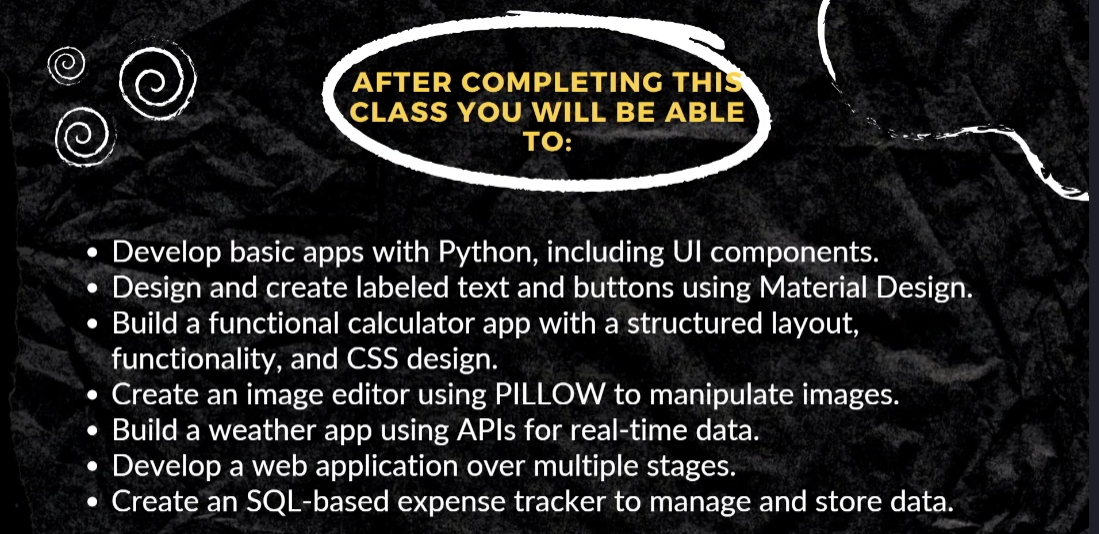 AFTER COMPLETING THIS
CLASS YOU WILL BE ABLE
TO:
• Develop basic apps with Python, including UI components.
• Design and create labeled text and buttons using Material Design.
• Build a functional calculator app with a structured layout,
functionality, and CSS design.
• Create an image editor using PILLOW to manipulate images.
• Build a weather app using APIs for real-time data.
• Develop a web application over multiple stages.
• Create an SQL-based expense tracker to manage and store data.